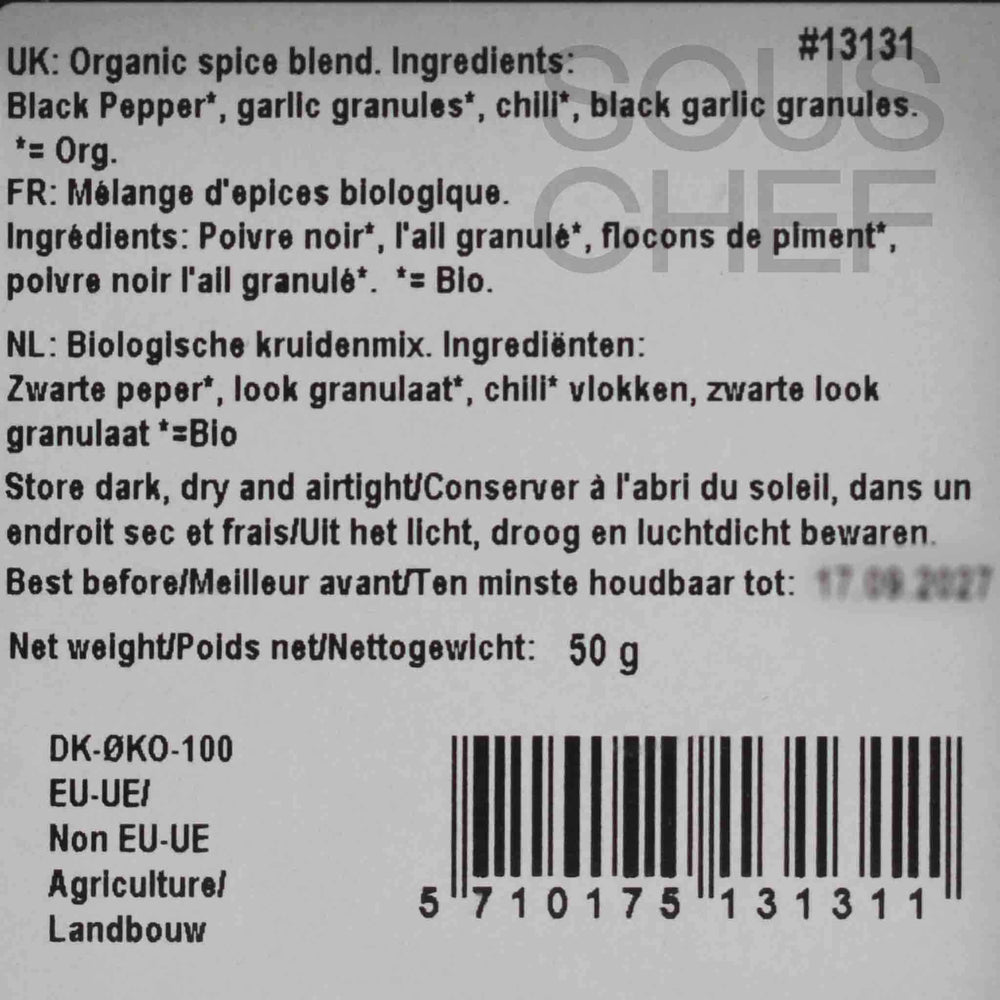 #13131
UK: Organic spice blend. Ingredients:
Black Pepper*, garlic granules*, chili*, black garlic granules.
*= Org.
FR: Mélange d'epices biologique.
Ingrédients: Poivre noir*, l'ail granulé*, flocons de piment*,
poivre noir l'ail granulé*. *= Bio.
NL: Biologische kruidenmix. Ingrediënten:
Zwarte peper*, look granulaat*, chili* vlokken, zwarte look
granulaat *=Bio
Store dark, dry and airtight/Conserver à l'abri du soleil, dans un
endroit sec et frais/Uit het licht, droog en luchtdicht bewaren.
Best before/Meilleur avant/Ten minste houdbaar tot: 17.09.2027
Net weight/Poids net/Nettogewicht: 50 g
DK-ØKO-100
EU-UE/
Non EU-UE
Agriculture/
Landbouw
5 710175 131311
SOUS
CHEF